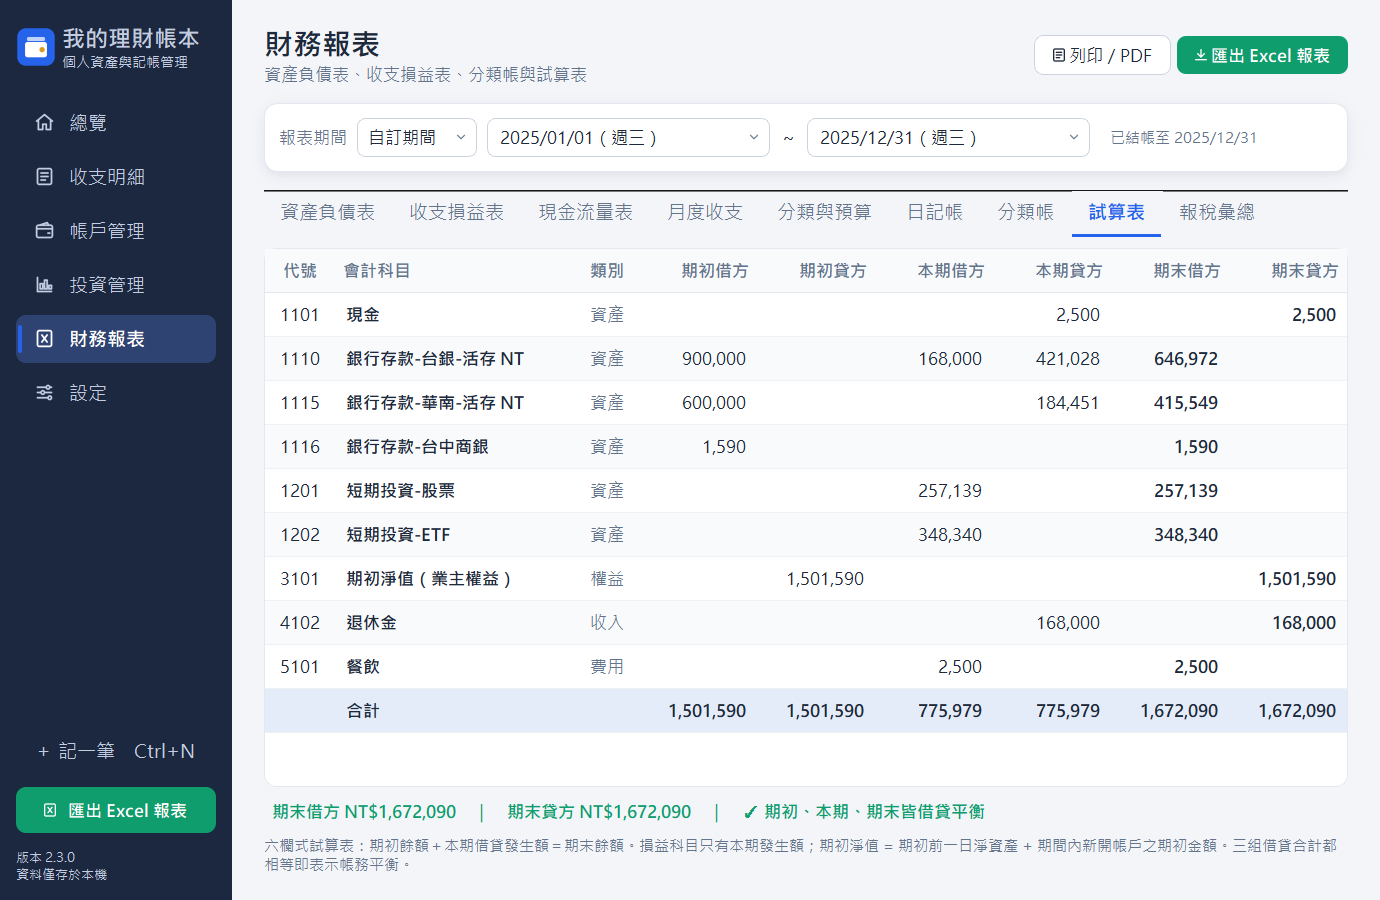 我的理財帳本
個人資產與記帳管理
總覽
收支明細
帳戶管理
投資管理
財務報表
設定
+ 記一筆 Ctrl+N
匯出 Excel 報表
版本 2.3.0
資料僅存於本機
財務報表
資產負債表、收支損益表、分類帳與試算表
列印 / PDF
匯出 Excel 報表
報表期間 自訂期間 2025/01/01 ( 週三 ) ~ 2025/12/31 ( 週三 ) 已結帳至 2025/12/31
資產負債表 收支損益表 現金流量表 月度收支 分類與預算 日記帳 分類帳 試算表 報稅彙總
代號 會計科目 類別 期初借方 期初貸方 本期借方 本期貸方 期末借方 期末貸方
1101 現金 資產 2,500 2,500
1110 銀行存款-台銀-活存 NT 資產 900,000 168,000 421,028 646,972
1115 銀行存款-華南-活存 NT 資產 600,000 184,451 415,549
1116 銀行存款-台中商銀 資產 1,590 1,590
1201 短期投資-股票 資產 257,139 257,139
1202 短期投資-ETF 資產 348,340 348,340
3101 期初淨值 ( 業主權益 ) 權益 1,501,590 1,501,590
4102 退休金 收入 168,000 168,000
5101 餐飲 費用 2,500 2,500
合計 1,501,590 1,501,590 775,979 775,979 1,672,090 1,672,090
期末借方 NT$1,672,090 | 期末貸方 NT$1,672,090 | ✓ 期初、本期、期末皆借貸平衡
六欄式試算表：期初餘額 + 本期借貸發生額 = 期末餘額。損益科目只有本期發生額；期初淨值 = 期初前一日淨資產 + 期間內新開帳戶之期初金額。三組借貸合計都
相等即表示帳務平衡。